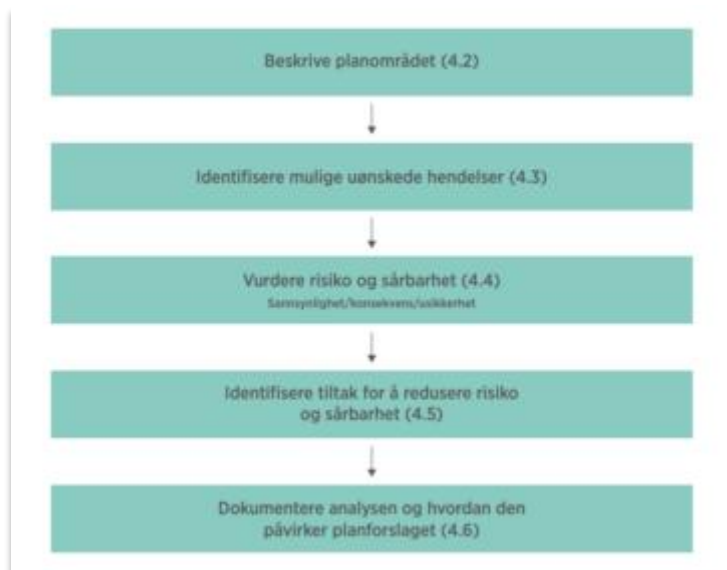 Beskrive planområdet (4.2)
Identifisere mulige uønskede hendelser (4.3)
Vurdere risiko og sårbarhet (4.4)
Sannsynlighet/konsekvens/usikkerhet
Identifisere tiltak for å redusere risiko
og sårbarhet (4.5)
Dokumentere analysen og hvordan den
påvirker planforslaget (4.6)